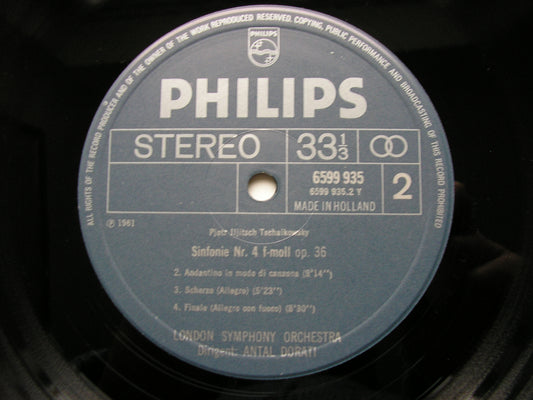 ALL RIGHTS OF THE RECORD PRODUCER AND OF THE OWNER OF THE WORK REPRODUCED RESERVED. COPYING, PUBLIC PERFORMANCE AND BROADCASTING OF THIS RECORD PROHIBITED
PHILIPS
PHILIPS
STEREO 33⅓
6599 935
6599 935.2 Y
MADE IN HOLLAND
2
℗ 1961
Pjotr Iljitsch Tschaikowsky
Sinfonie Nr. 4 f-moll op. 36
2. Andantino in modo di canzona (8'14")
3. Scherzo (Allegro) (5'23")
4. Finale (Allegro con fuoco) (8'30")
LONDON SYMPHONY ORCHESTRA
Dirigent: ANTAL DORATI